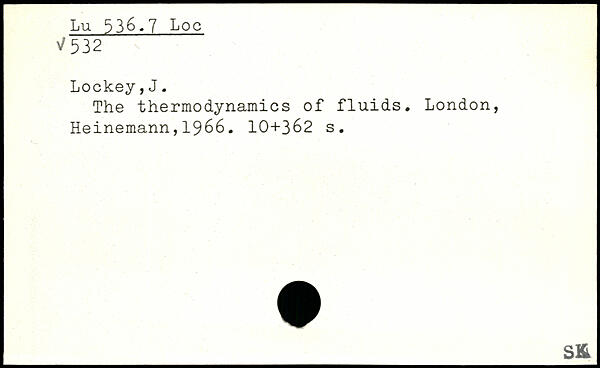 Lu 536.7 Loc
√532
Lockey,J.
The thermodynamics of fluids. London,
Heinemann,1966. 10+362 s.
SK